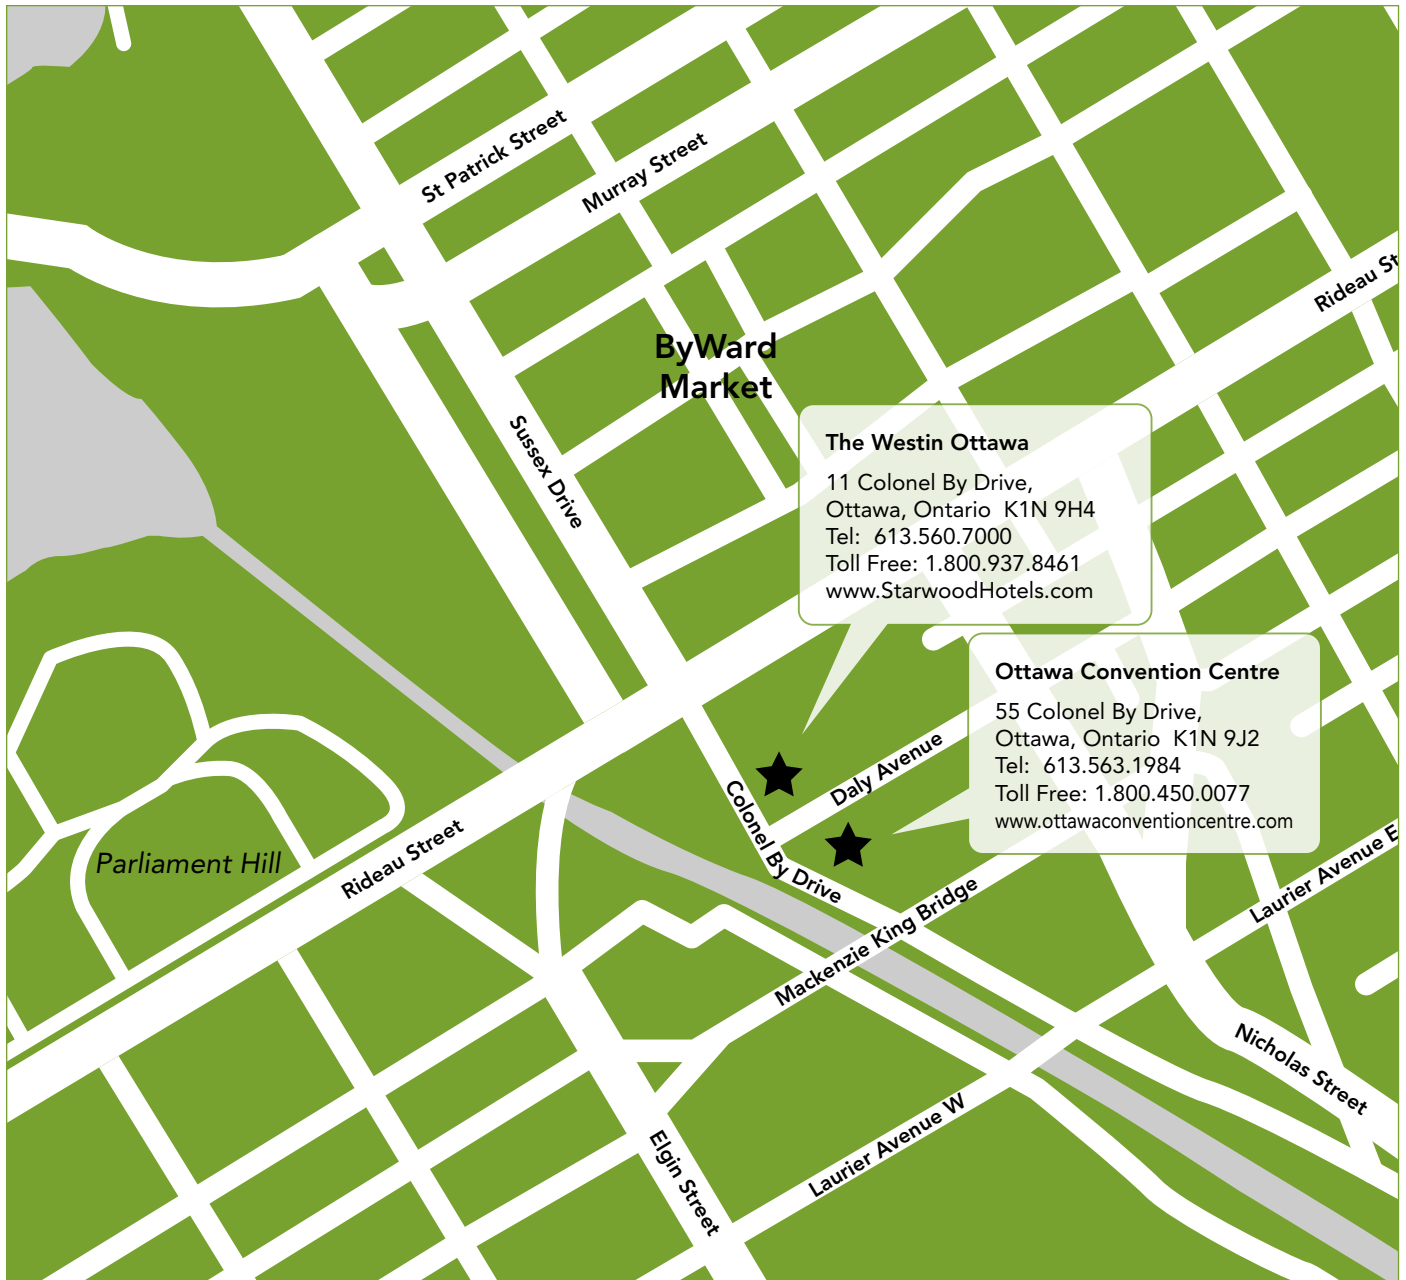 St Patrick Street
Murray Street
Rideau St
ByWard
Market
Sussex Drive
The Westin Ottawa
11 Colonel By Drive,
Ottawa, Ontario  K1N 9H4
Tel:  613.560.7000
Toll Free: 1.800.937.8461
www.StarwoodHotels.com
Ottawa Convention Centre
55 Colonel By Drive,
Ottawa, Ontario  K1N 9J2
Tel:  613.563.1984
Toll Free: 1.800.450.0077
www.ottawaconventioncentre.com
Daly Avenue
Colonel By Drive
Parliament Hill
Rideau Street
Laurier Avenue E
Mackenzie King Bridge
Nicholas Street
Laurier Avenue W
Elgin Street